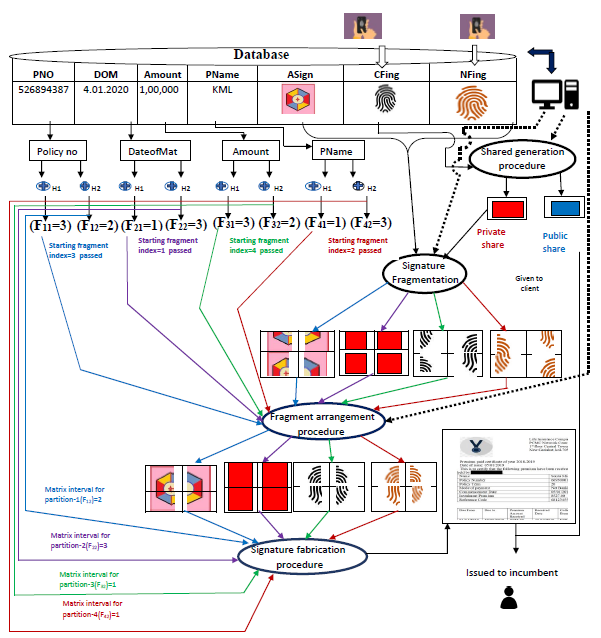 Database
PNO DOM Amount PName ASign CFing NFing
526894387 4.01.2020 1,00,000 KML
Policy no DateofMat Amount PName
Shared generation
procedure
H1 H2 H1 H2 H1 H2 H1 H2
(F11=3) (F12=2) (F21=1) (F22=3) (F31=3) (F32=2) (F41=1) (F42=3)
Private
share
Public
share
Starting fragment
index=3 passed
Starting fragment
index=1 passed
Starting fragment
index=4 passed
Starting fragment
index=2 passed
Signature
Fragmentation
Given to
client
Fragment arrangement
procedure
Matrix interval for
partition-1(F12)=2
Matrix interval for
partition-2(F22)=3
Matrix interval for
partition-3(
)=1
Matrix interval for
partition-4(
)=1
Signature fabrication
procedure
Issued to incumbent